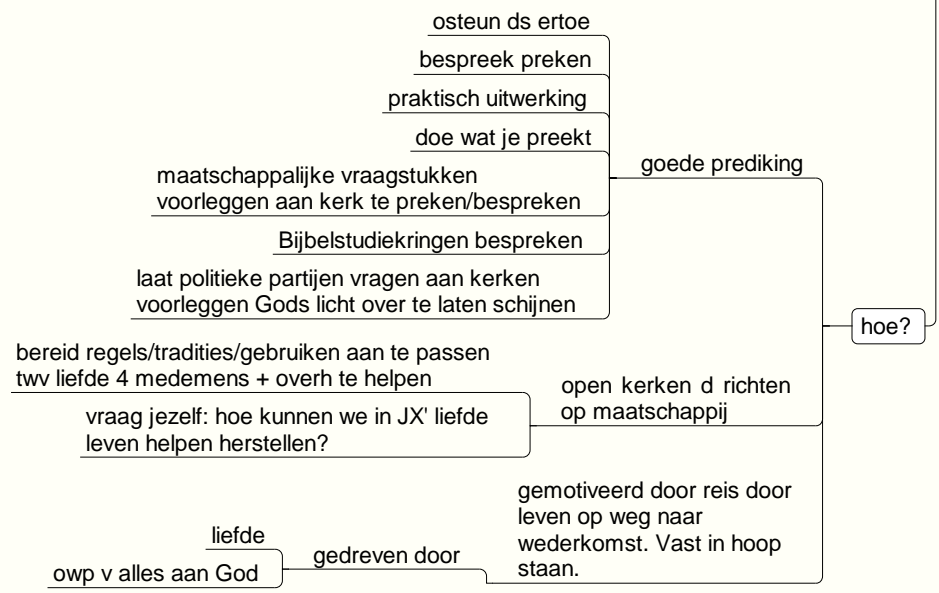 osteun ds ertoe
bespreek preken
praktisch uitwerking
doe wat je preekt
maatschappalijke vraagstukken
voorleggen aan kerk te preken/bespreken
Bijbelstudiekringen bespreken
laat politieke partijen vragen aan kerken
voorleggen Gods licht over te laten schijnen
goede prediking
hoe?
bereid regels/tradities/gebruiken aan te passen
twv liefde 4 medemens + overh te helpen
vraag jezelf: hoe kunnen we in JX' liefde
leven helpen herstellen?
open kerken d richten
op maatschappij
gemotiveerd door reis door
leven op weg naar
wederkomst. Vast in hoop
staan.
gedreven door
liefde
owp v alles aan God